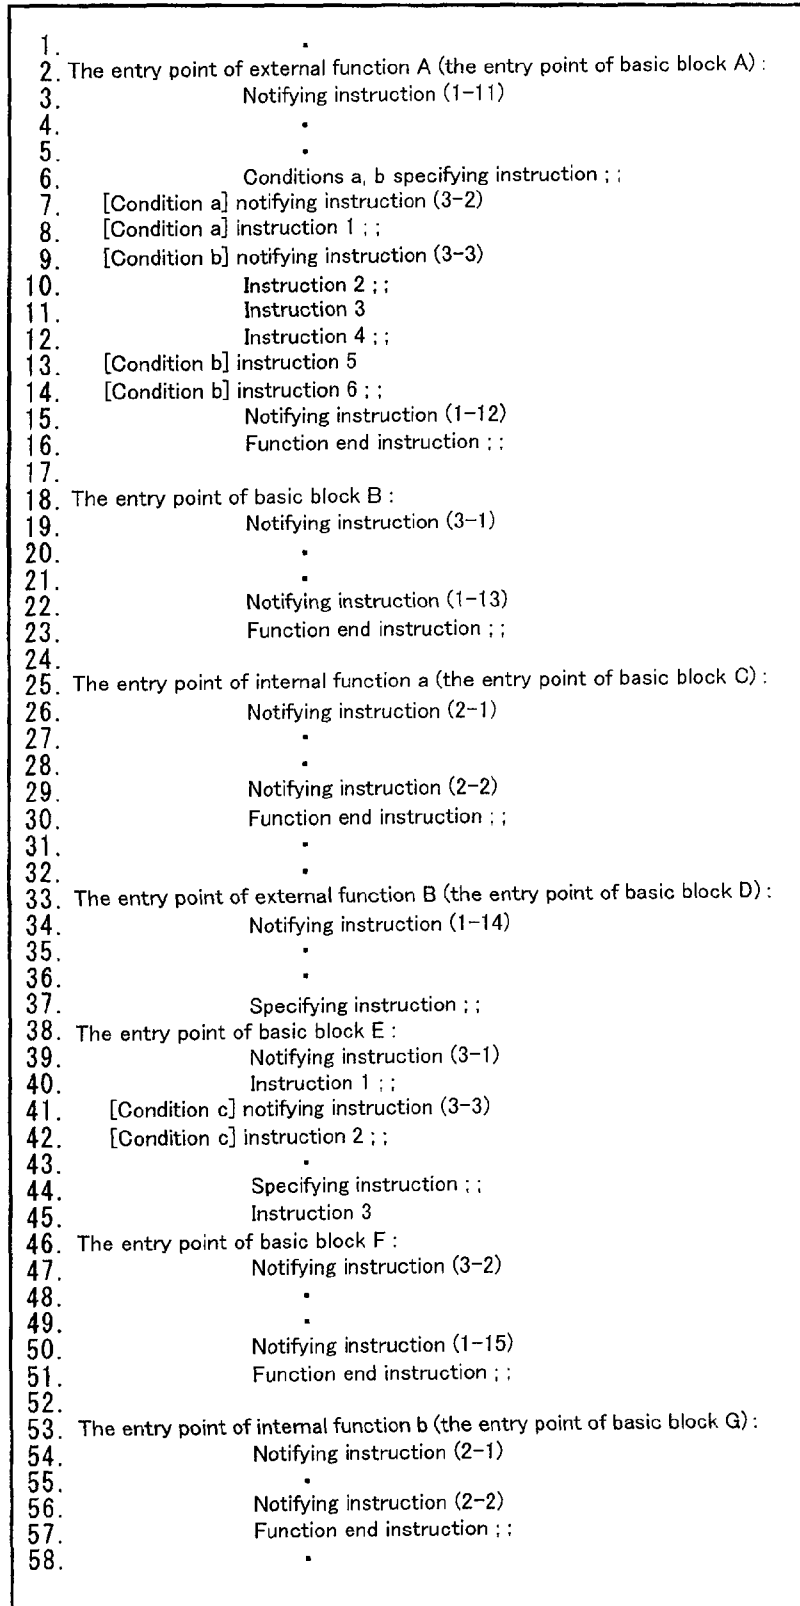 1. .
2. The entry point of external function A (the entry point of basic block A) :
3. Notifying instruction (1-11)
4. .
5. .
6. Conditions a, b specifying instruction ; ;
7. [Condition a] notifying instruction (3-2)
8. [Condition a] instruction 1 ; ;
9. [Condition b] notifying instruction (3-3)
10. Instruction 2 ; ;
11. Instruction 3
12. Instruction 4 ; ;
13. [Condition b] instruction 5
14. [Condition b] instruction 6 ; ;
15. Notifying instruction (1-12)
16. Function end instruction ; ;
17.
18. The entry point of basic block B :
19. Notifying instruction (3-1)
20. .
21. .
22. Notifying instruction (1-13)
23. Function end instruction ; ;
24.
25. The entry point of internal function a (the entry point of basic block C) :
26. Notifying instruction (2-1)
27. .
28. .
29. Notifying instruction (2-2)
30. Function end instruction ; ;
31. .
32. .
33. The entry point of external function B (the entry point of basic block D) :
34. Notifying instruction (1-14)
35. .
36. .
37. Specifying instruction ; ;
38. The entry point of basic block E :
39. Notifying instruction (3-1)
40. Instruction 1 ; ;
41. [Condition c] notifying instruction (3-3)
42. [Condition c] instruction 2 ; ;
43. .
44. Specifying instruction ; ;
45. Instruction 3
46. The entry point of basic block F :
47. Notifying instruction (3-2)
48. .
49. .
50. Notifying instruction (1-15)
51. Function end instruction ; ;
52.
53. The entry point of internal function b (the entry point of basic block G) :
54. Notifying instruction (2-1)
55. .
56. Notifying instruction (2-2)
57. Function end instruction ; ;
58. .